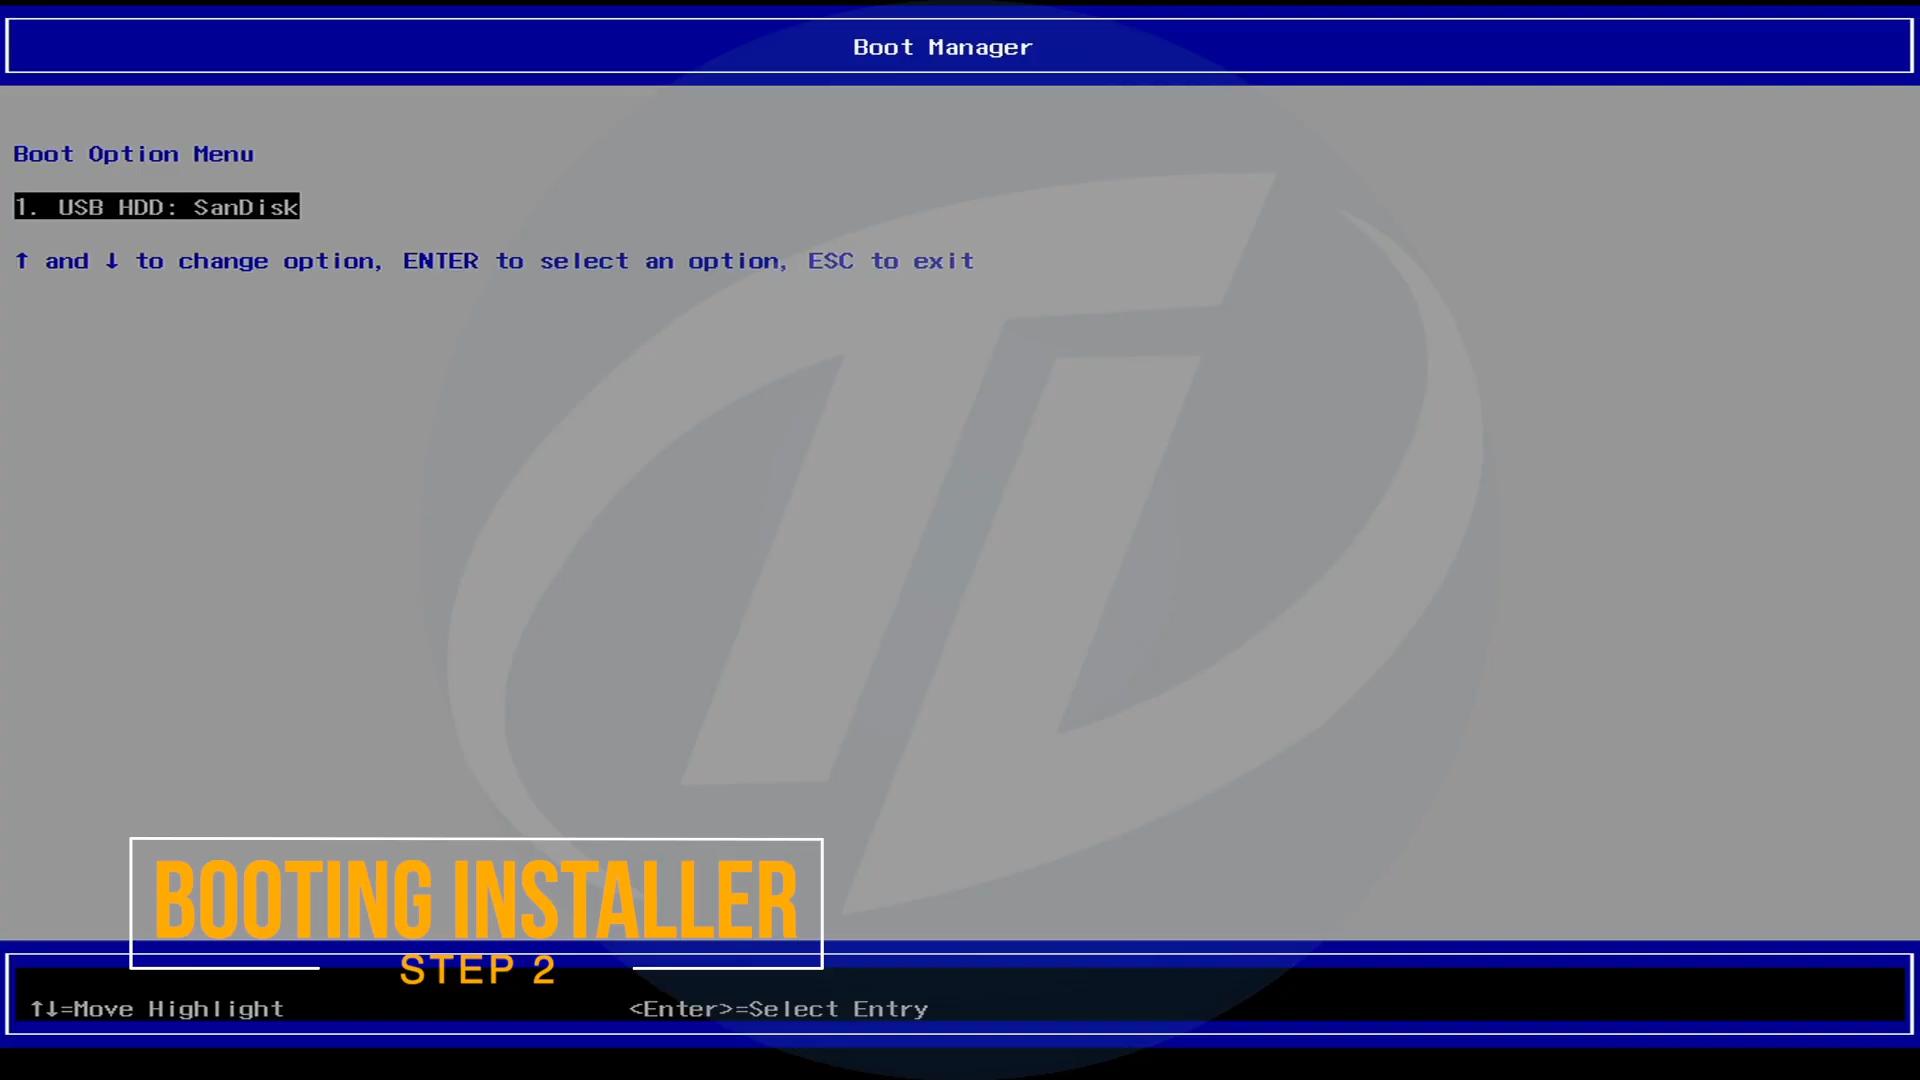 Boot Manager
Boot Option Menu
1. USB HDD: SanDisk
↑ and ↓ to change option, ENTER to select an option, ESC to exit
BOOTING INSTALLER
STEP 2
↑↓=Move Highlight <Enter>=Select Entry